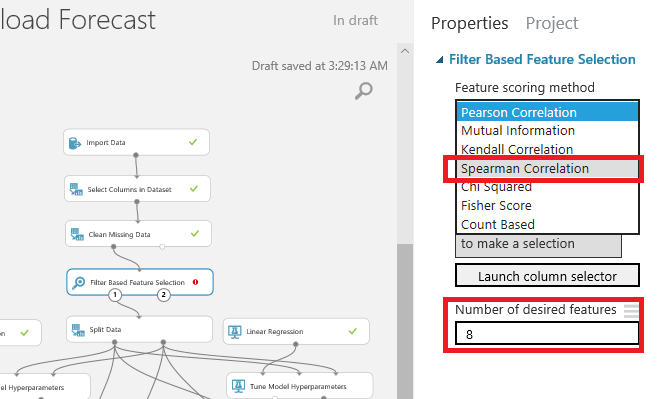 load Forecast
In draft
Draft saved at 3:29:13 AM
Import Data
Select Columns in Dataset
Clean Missing Data
Filter Based Feature Selection
1
2
Split Data
Linear Regression
on
el Hyperparameters
Tune Model Hyperparameters
Properties Project
Filter Based Feature Selection
Feature scoring method
Pearson Correlation
Mutual Information
Kendall Correlation
Spearman Correlation
Chi Squared
Fisher Score
Count Based
to make a selection
Launch column selector
Number of desired features
8